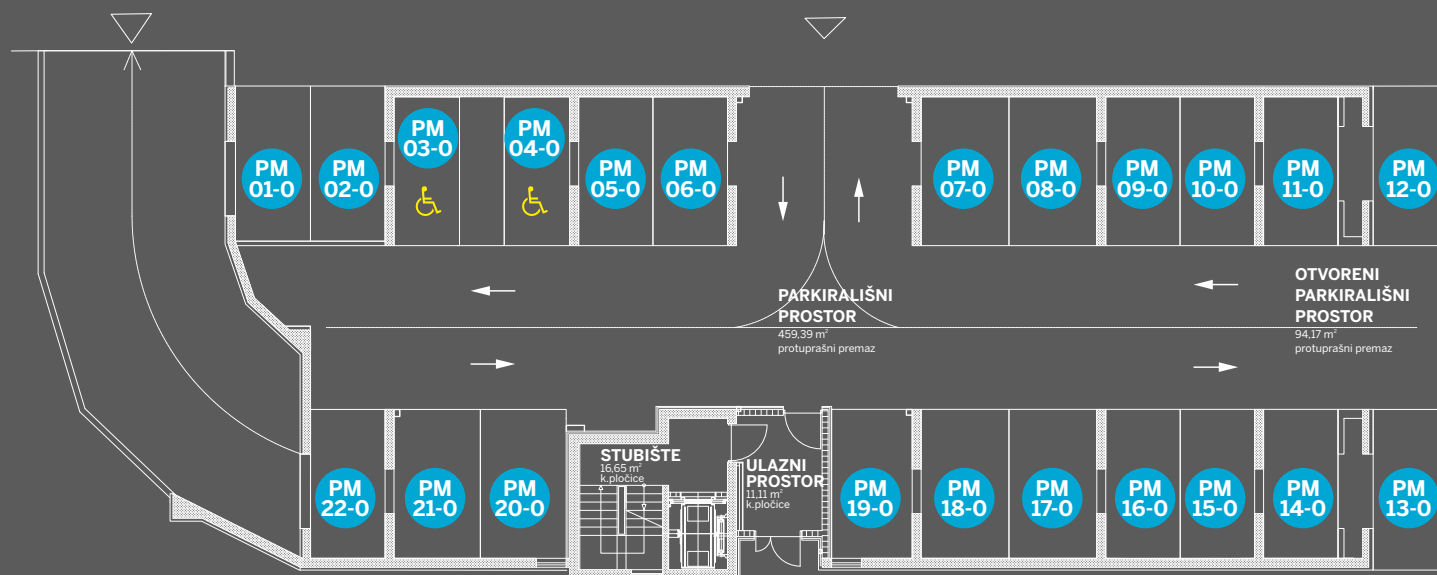 PM
01-0
PM
02-0
PM
03-0
PM
04-0
PM
05-0
PM
06-0
PM
07-0
PM
08-0
PM
09-0
PM
10-0
PM
11-0
PM
12-0
PARKIRALIŠNI
PROSTOR
459,39 m²
protuprašni premaz
OTVORENI
PARKIRALIŠNI
PROSTOR
94,17 m²
protuprašni premaz
STUBIŠTE
16,65 m²
k.pločice
ULAZNI
PROSTOR
11,11 m²
k.pločice
PM
22-0
PM
21-0
PM
20-0
PM
19-0
PM
18-0
PM
17-0
PM
16-0
PM
15-0
PM
14-0
PM
13-0